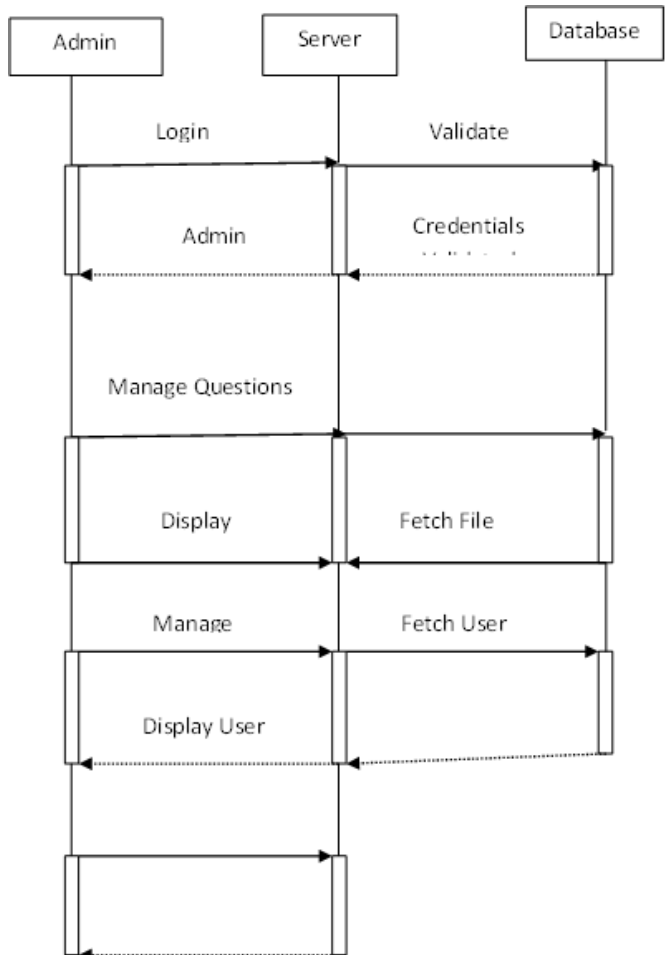 Admin
Server
Database
Login
Validate
Admin
Credentials
Manage Questions
Display
Fetch File
Manage
Fetch User
Display User